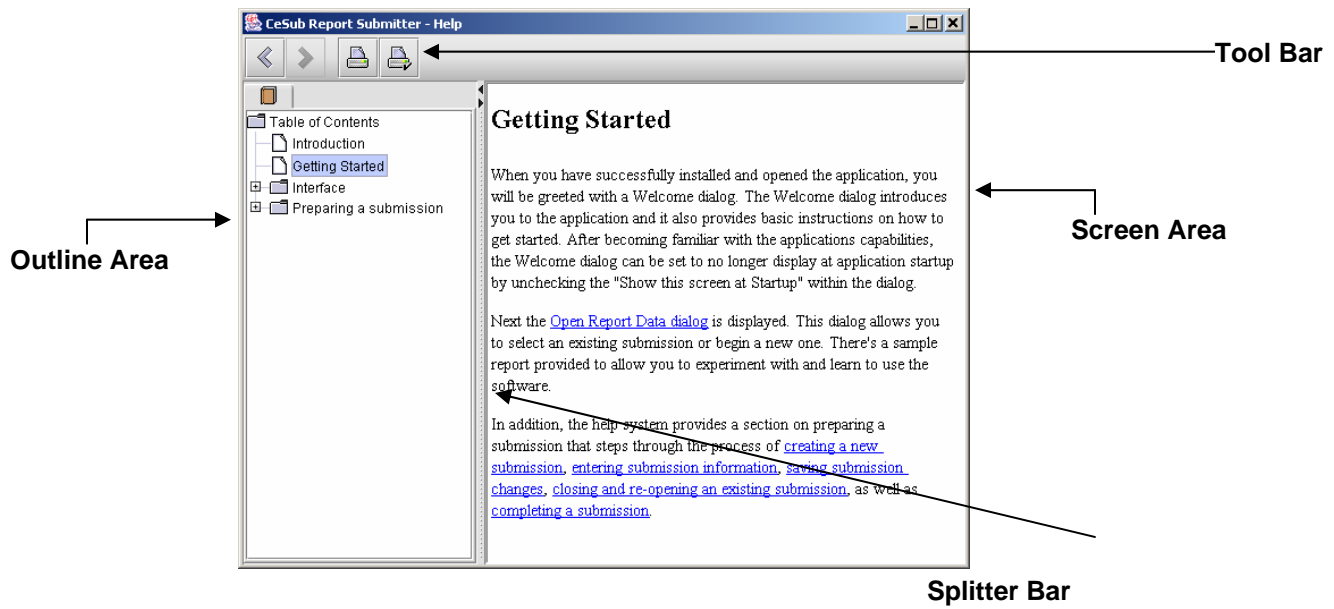 CeSub Report Submitter - Help
Tool Bar
Table of Contents
Introduction
Getting Started
Interface
Preparing a submission
Outline Area
Getting Started
When you have successfully installed and opened the application, you
will be greeted with a Welcome dialog. The Welcome dialog introduces
you to the application and it also provides basic instructions on how to
get started. After becoming familiar with the applications capabilities,
the Welcome dialog can be set to no longer display at application startup
by unchecking the "Show this screen at Startup" within the dialog.
Next the Open Report Data dialog is displayed. This dialog allows you
to select an existing submission or begin a new one. There's a sample
report provided to allow you to experiment with and learn to use the
software.
In addition, the help system provides a section on preparing a
submission that steps through the process of creating a new
submission, entering submission information, saving submission
changes, closing and re-opening an existing submission, as well as
completing a submission.
Screen Area
Splitter Bar